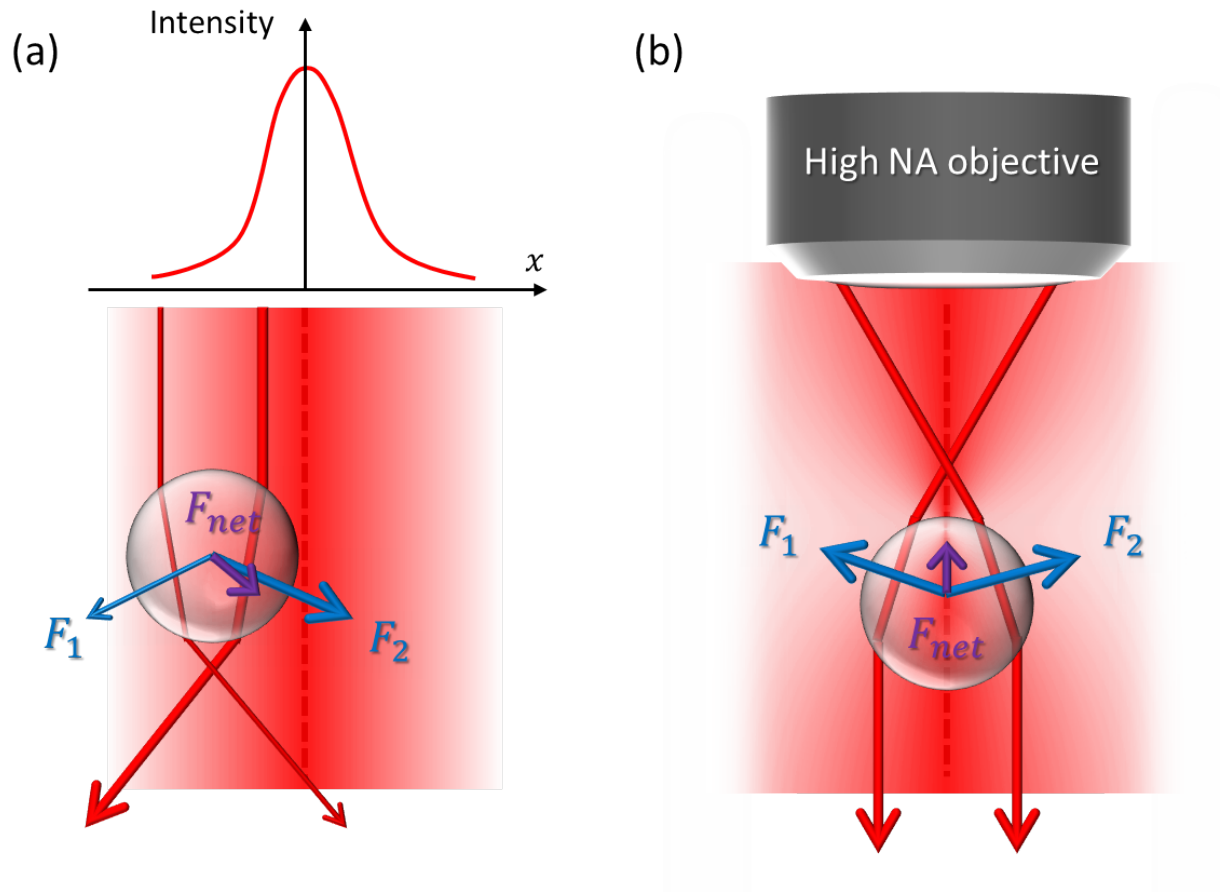 (a)
Intensity
x
F_net
F_1
F_2
(b)
High NA objective
F_1
F_2
F_net